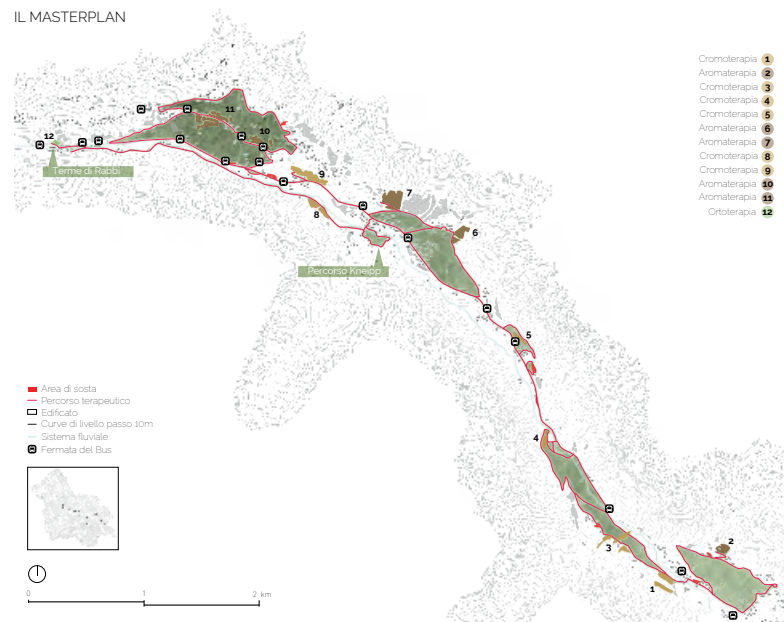 IL MASTERPLAN
Cromoterapia 1
Aromaterapia 2
Cromoterapia 3
Cromoterapia 4
Cromoterapia 5
Aromaterapia 6
Aromaterapia 7
Cromoterapia 8
Cromoterapia 9
Aromaterapia 10
Aromaterapia 11
Ortoterapia 12
11
10
12
Terme di Rabbi
9
7
8
6
Percorso Kneipp
5
4
3
2
1
Area di sosta
Percorso terapeutico
Edificato
Curve di livello passo 10m
Sistema fluviale
Fermata del Bus
0 1 2 km